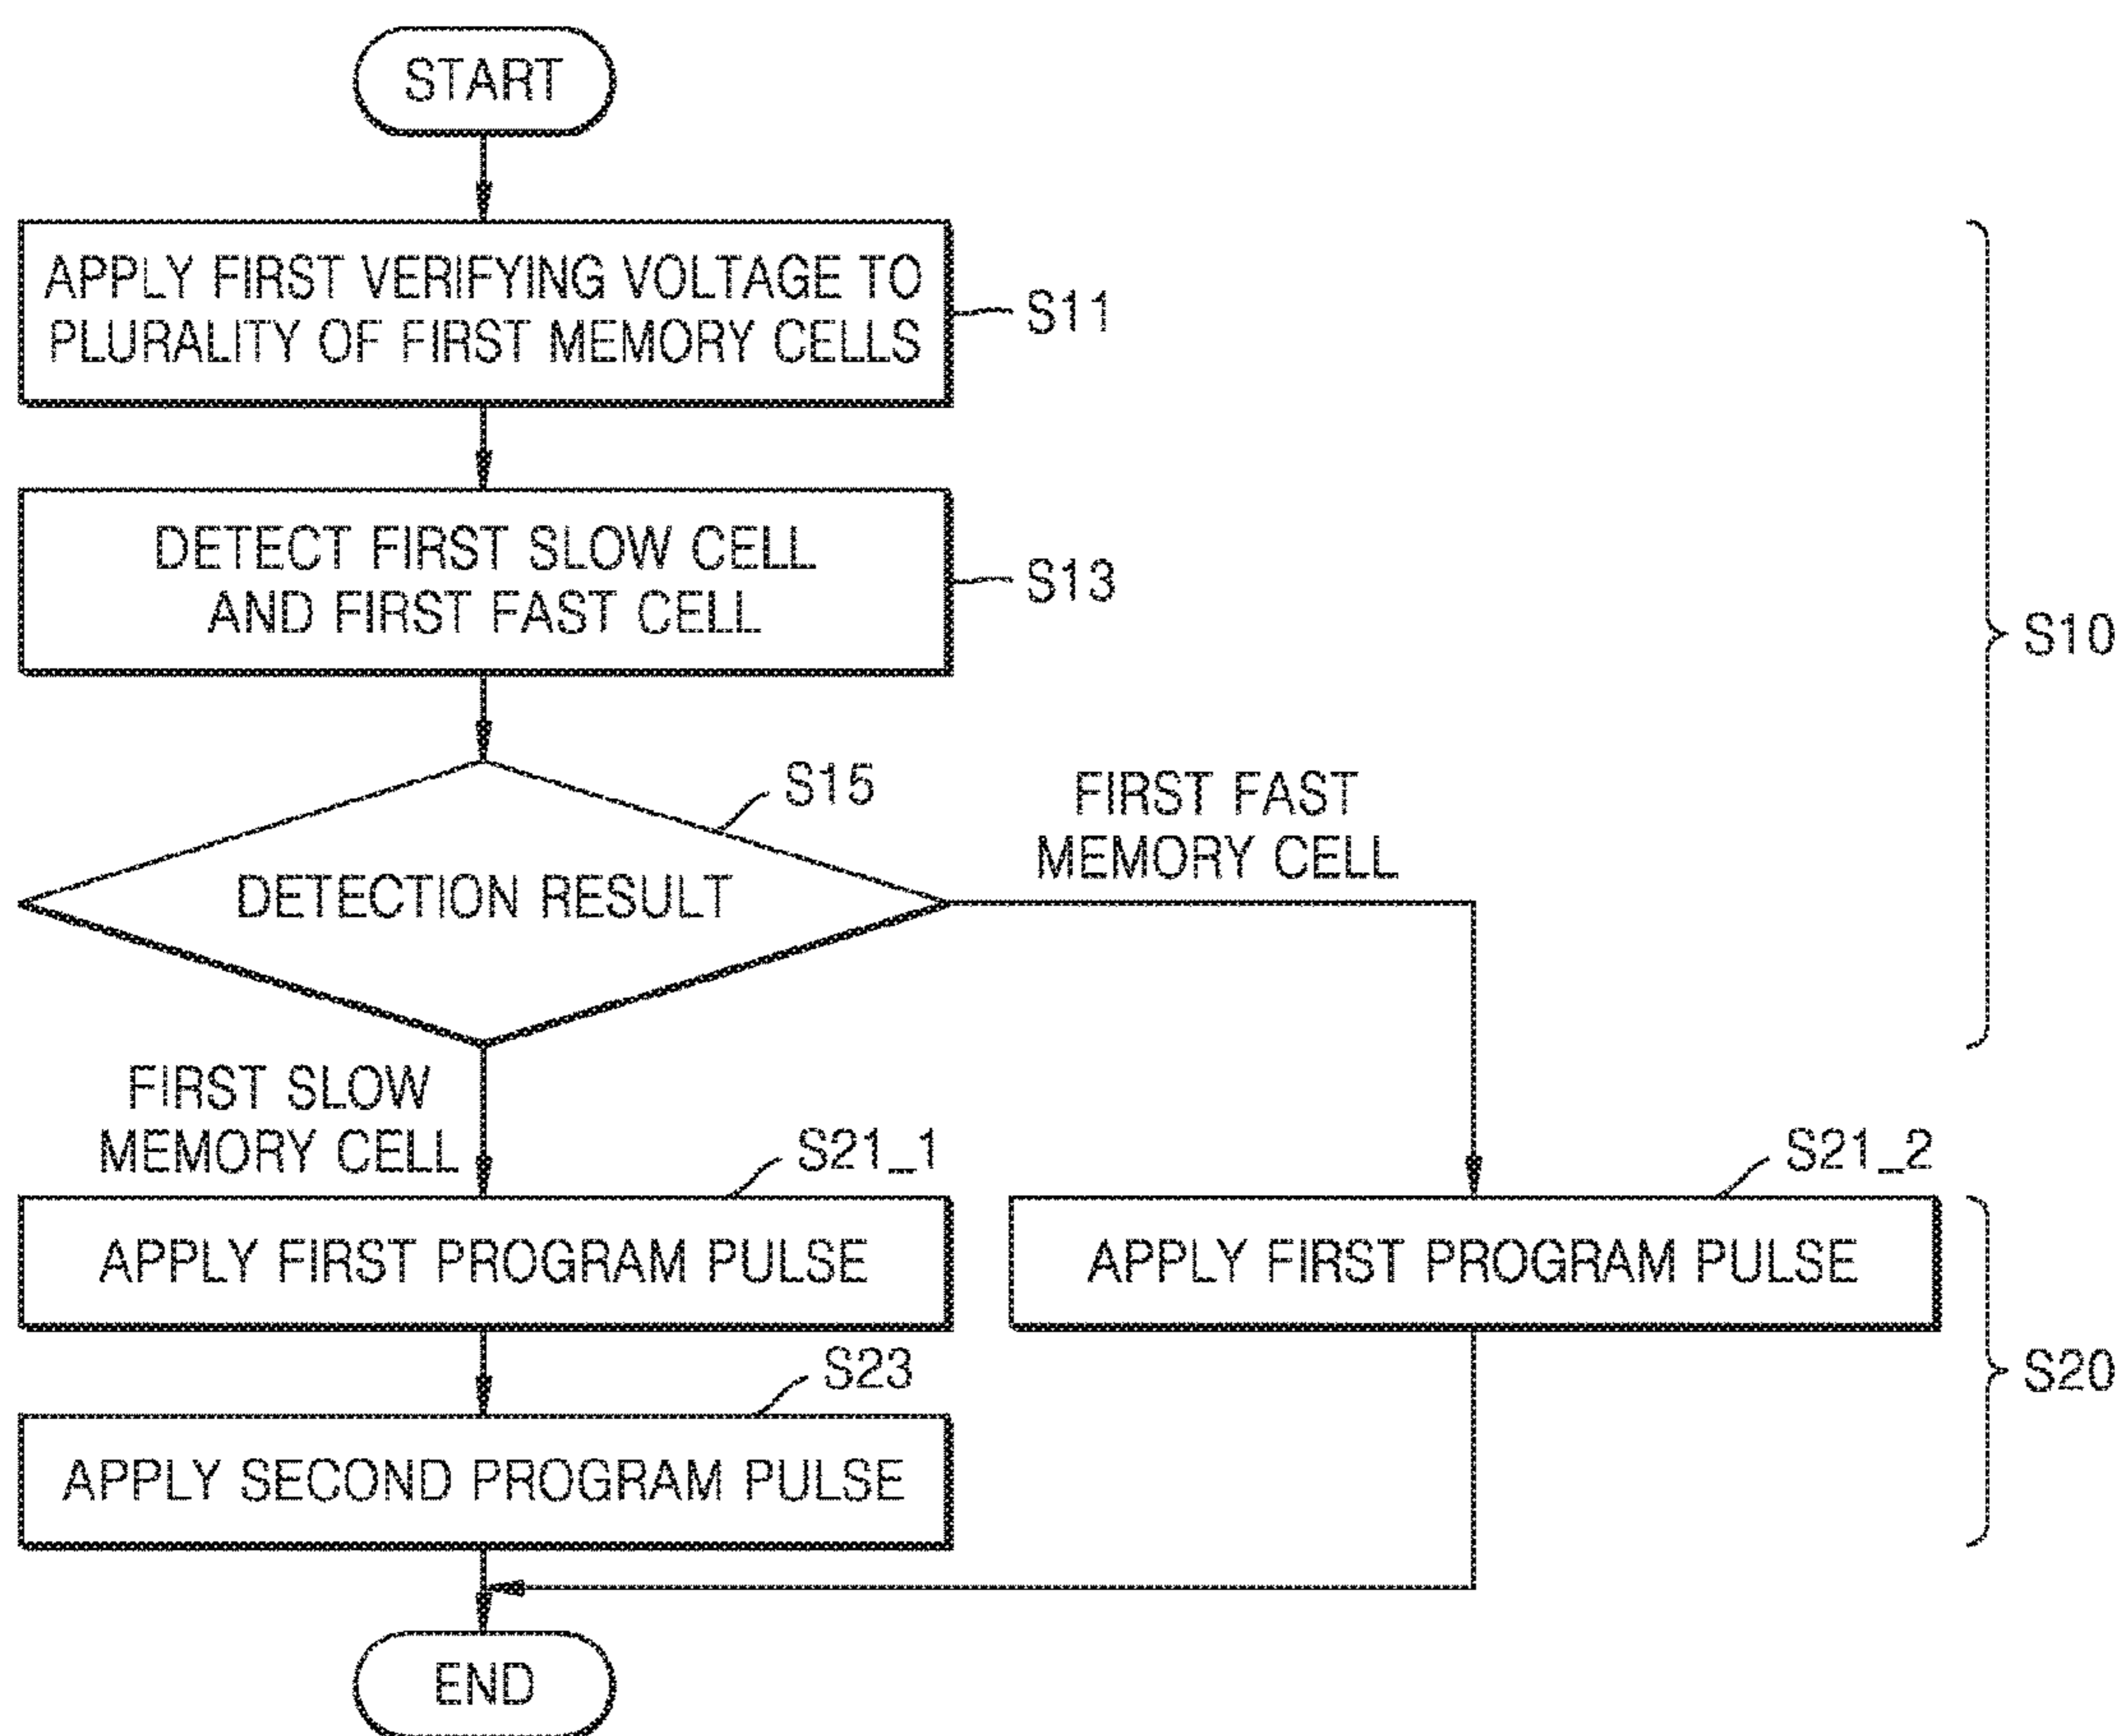 START
APPLY FIRST VERIFYING VOLTAGE TO
PLURALITY OF FIRST MEMORY CELLS
S11
DETECT FIRST SLOW CELL
AND FIRST FAST CELL
S13
S10
S15
DETECTION RESULT
FIRST FAST
MEMORY CELL
FIRST SLOW
MEMORY CELL
S21_1
APPLY FIRST PROGRAM PULSE
S21_2
APPLY FIRST PROGRAM PULSE
S20
S23
APPLY SECOND PROGRAM PULSE
END